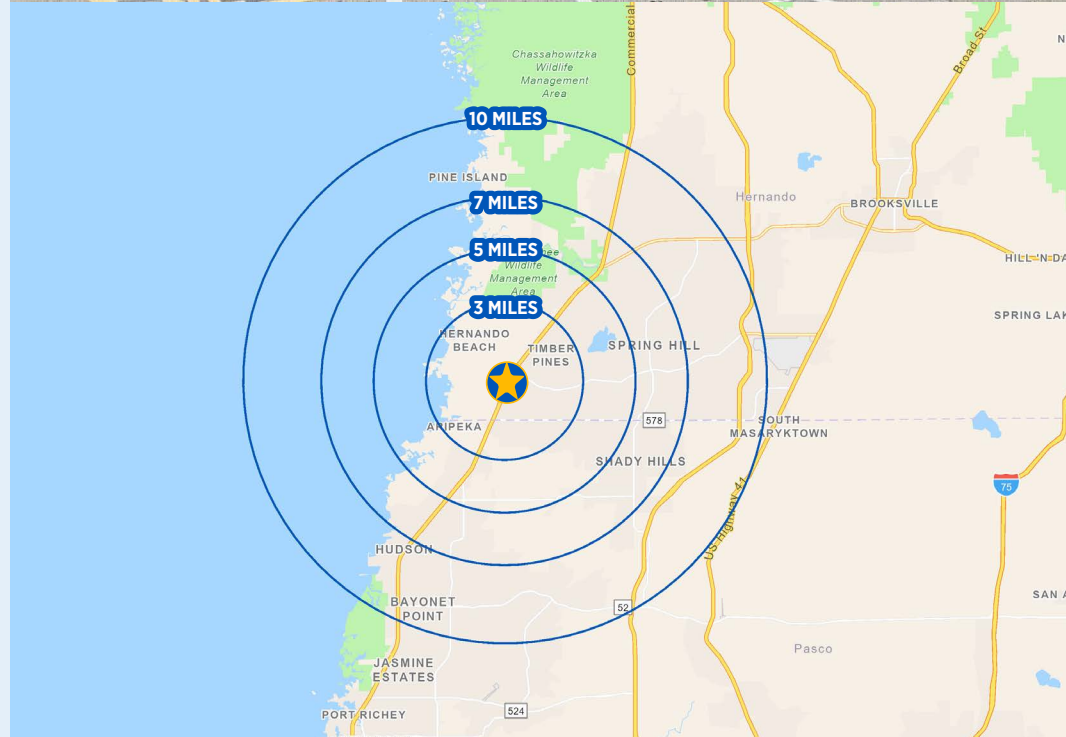 Chassahowitzka
Wildlife
Management
Area
Commercial
Broad St
N
10 MILES
PINE ISLAND
7 MILES
Hernando
BROOKSVILLE
5 MILES
Wildlife
Management
Area
HILL 'N DA
3 MILES
SPRING LAK
HERNANDO
BEACH
TIMBER
PINES
SPRING HILL
ARIPEKA
578
SOUTH
MASARYKTOWN
SHADY HILLS
75
US Highway 41
HUDSON
BAYONET
POINT
52
SAN A
Pasco
JASMINE
ESTATES
PORT RICHEY
524